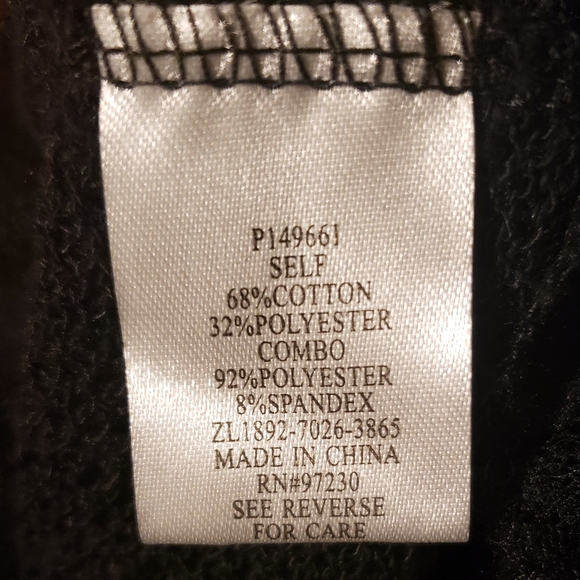 P149661
SELF
68%COTTON
32%POLYESTER
COMBO
92%POLYESTER
8%SPANDEX
ZL1892-7026-3865
MADE IN CHINA
RN#97230
SEE REVERSE
FOR CARE